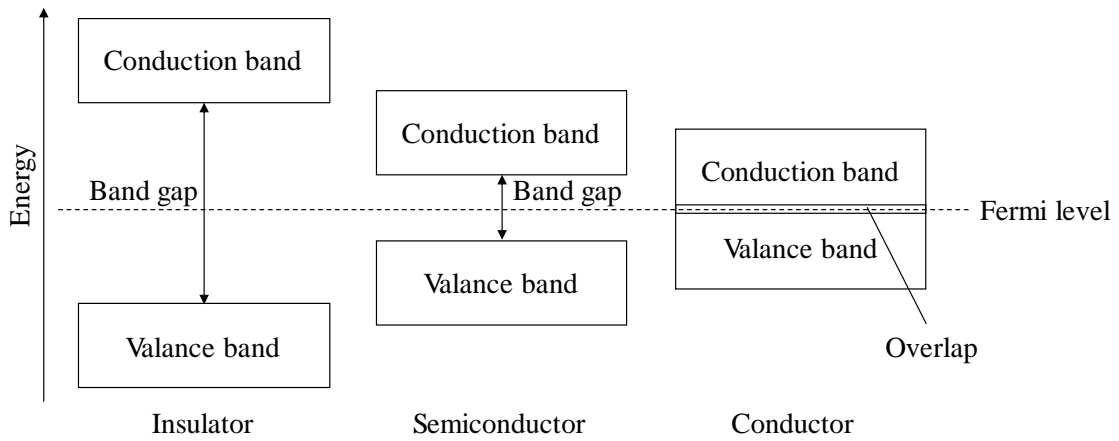 Energy
Conduction band
Band gap
Valance band
Insulator
Conduction band
Band gap
Valance band
Semiconductor
Conduction band
Valance band
Fermi level
Overlap
Conductor